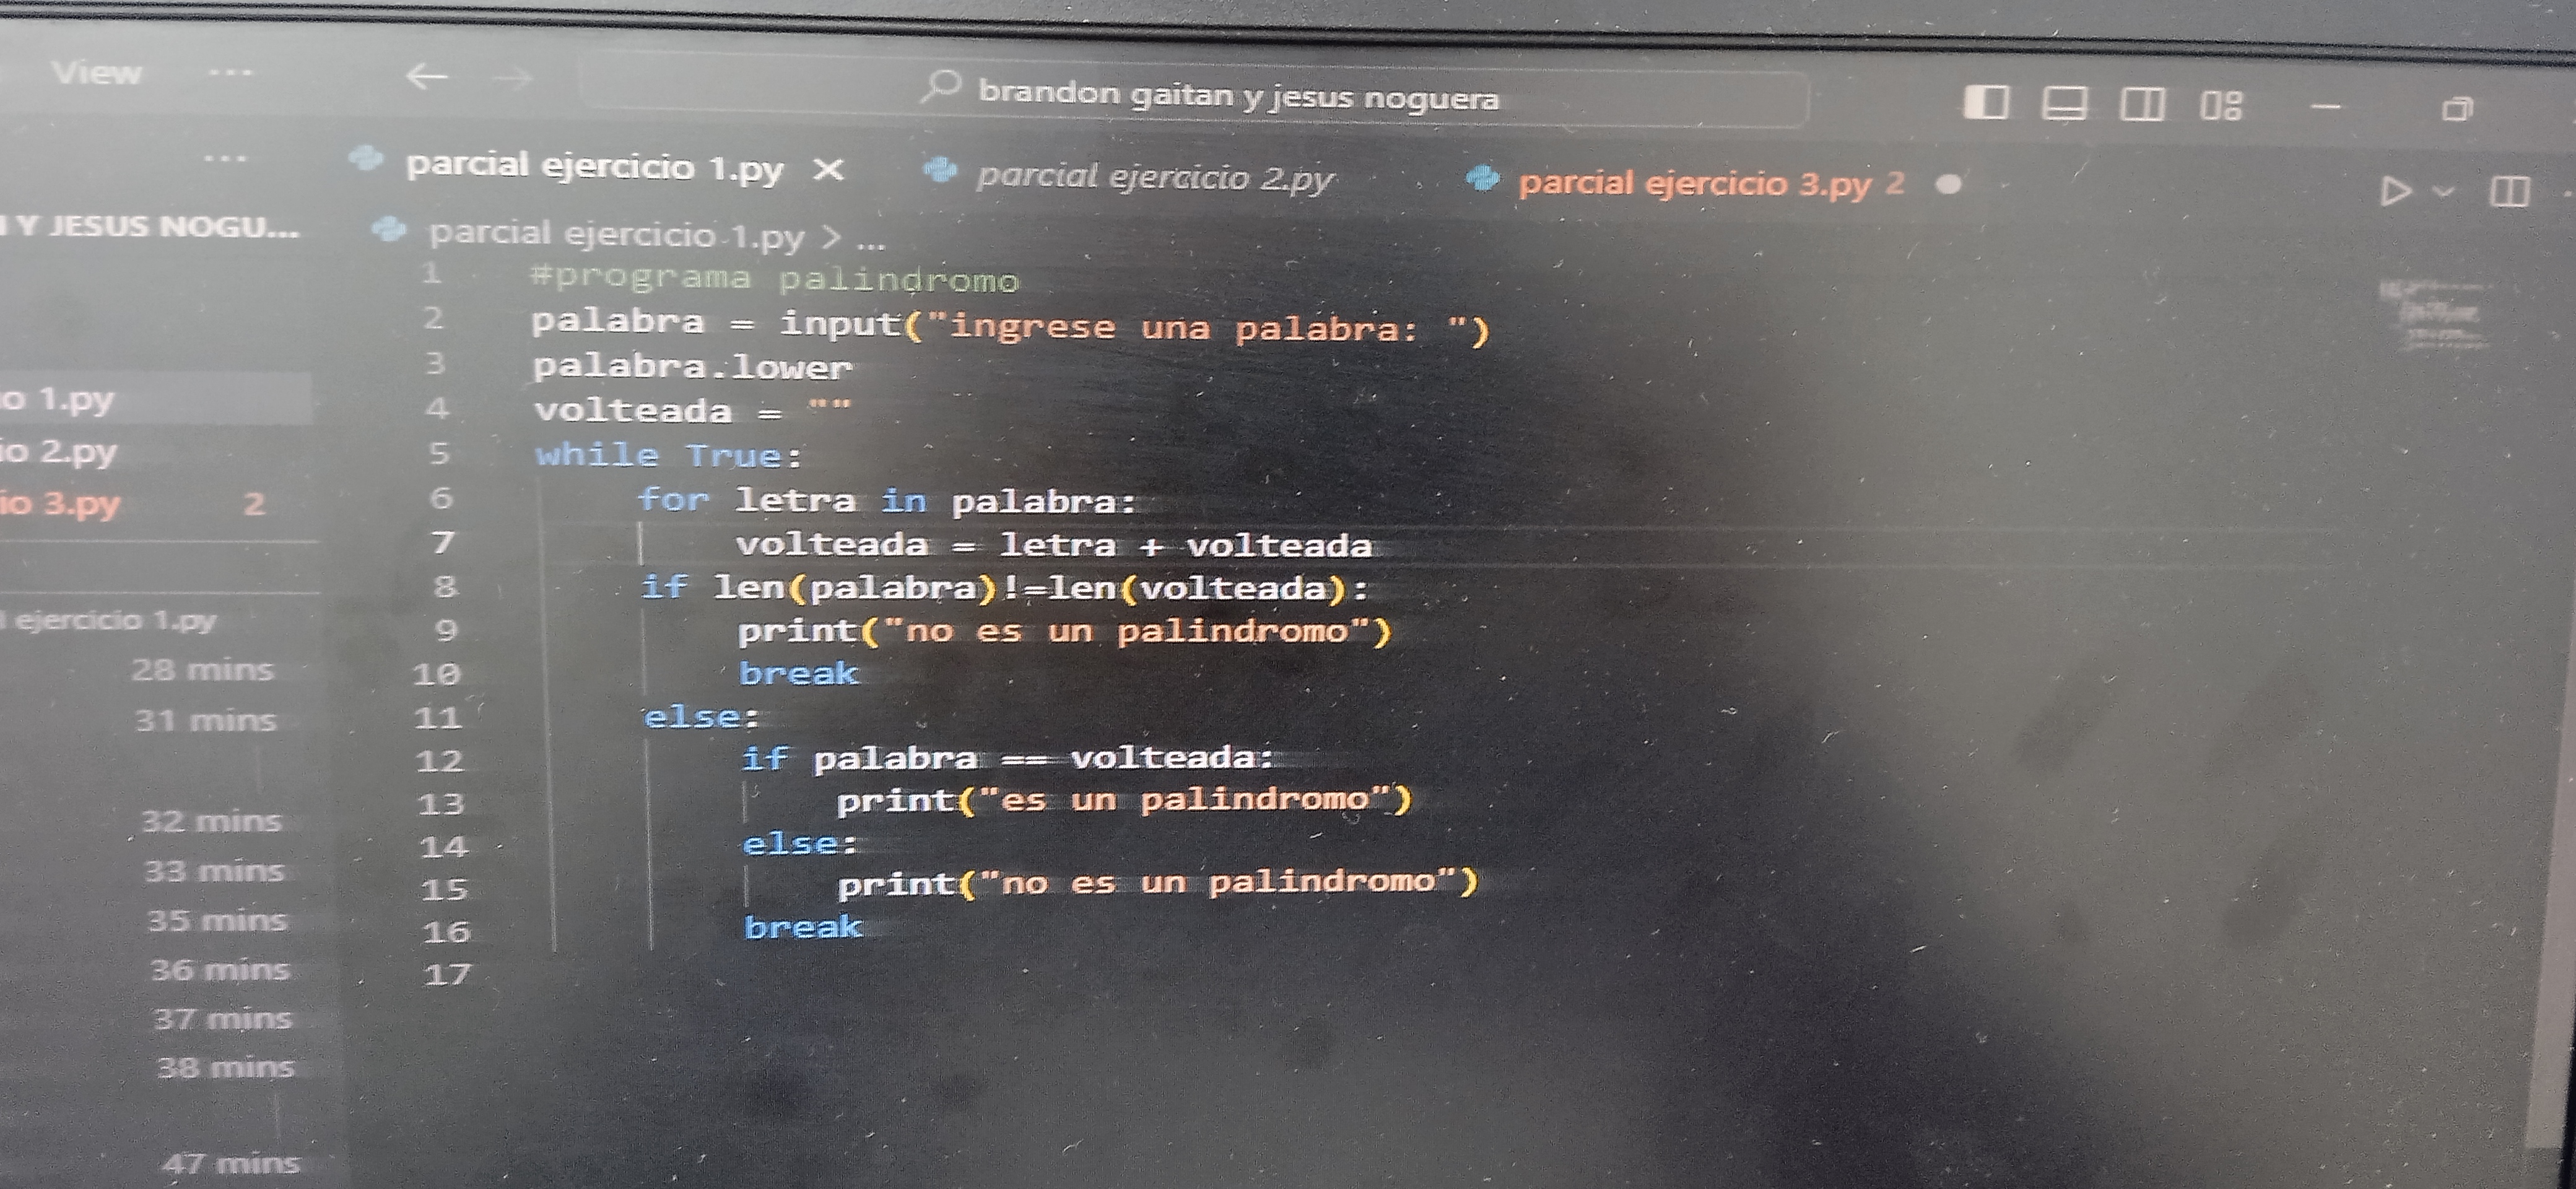 View ...
brandon gaitan y jesus noguera
...
parcial ejercicio 1.py
parcial ejercicio 2.py
parcial ejercicio 3.py 2
Y JESUS NOGU...
parcial ejercicio 1.py > ...
1 #programa palindromo
2 palabra = input("ingrese una palabra: ")
3 palabra.lower
4 volteada = ""
5 while True:
6 for letra in palabra:
7 volteada = letra + volteada
8 if len(palabra)!=len(volteada):
9 print("no es un palindromo")
10 break
11 else:
12 if palabra == volteada:
13 print("es un palindromo")
14 else:
15 print("no es un palindromo")
16 break
17
io 1.py
io 2.py
io 3.py 2
l ejercicio 1.py
28 mins
31 mins
32 mins
33 mins
35 mins
36 mins
37 mins
38 mins
47 mins